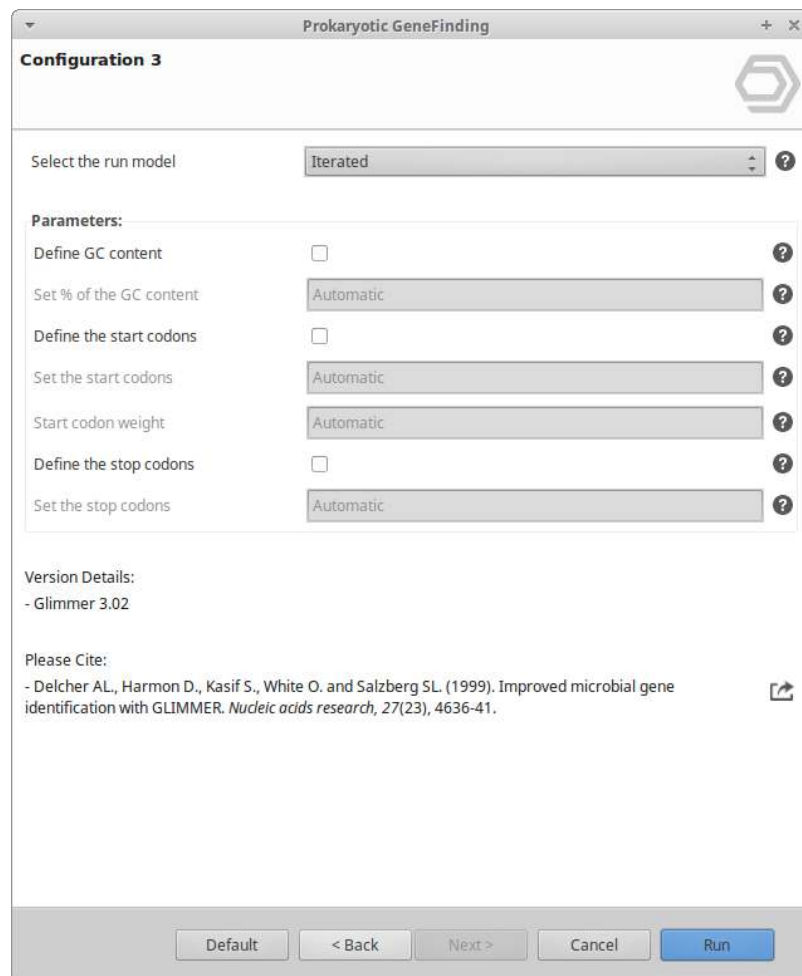 Prokaryotic GeneFinding
Configuration 3
Select the run model
Iterated
Parameters:
Define GC content
Set % of the GC content
Automatic
Define the start codons
Set the start codons
Automatic
Start codon weight
Automatic
Define the stop codons
Set the stop codons
Automatic
Version Details:
- Glimmer 3.02
Please Cite:
- Delcher AL., Harmon D., Kasif S., White O. and Salzberg SL. (1999). Improved microbial gene
identification with GLIMMER. Nucleic acids research, 27(23), 4636-41.
Default
< Back
Next >
Cancel
Run